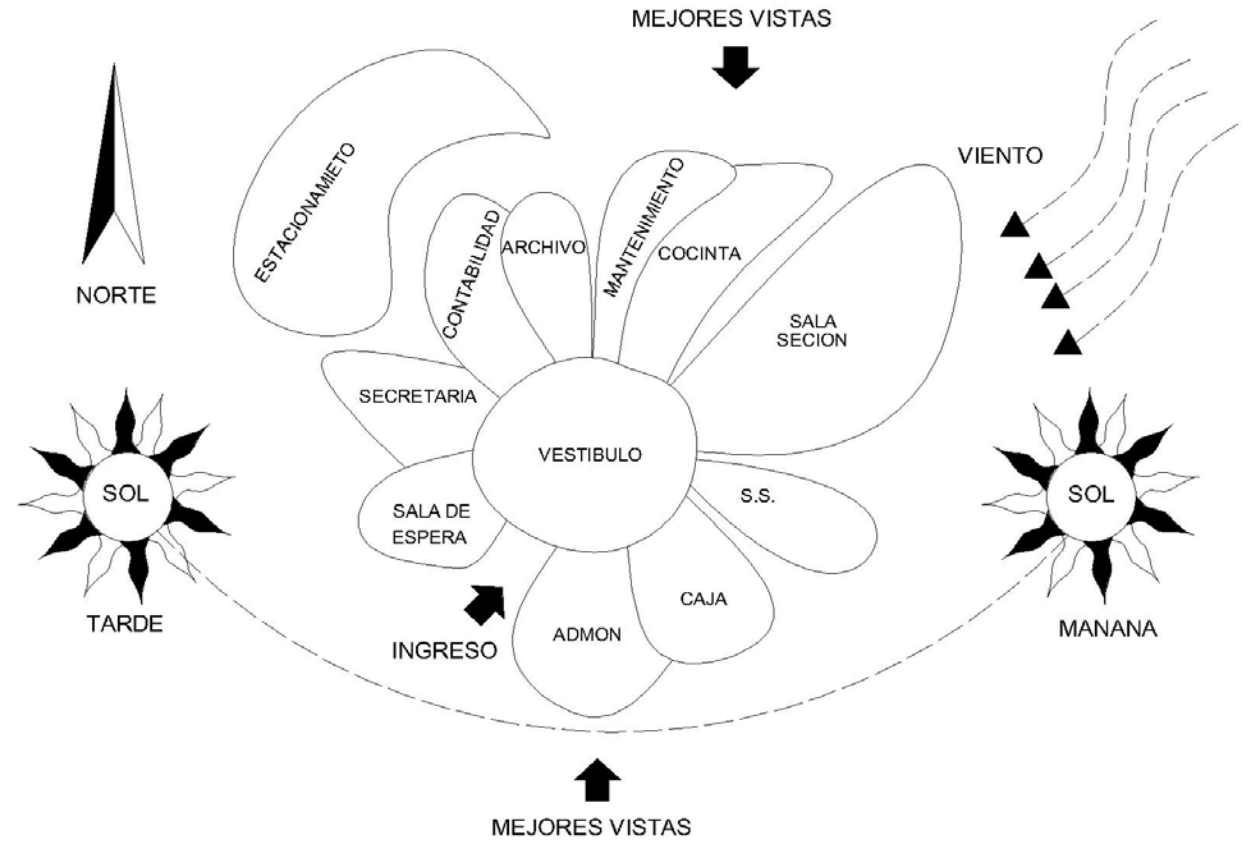 MEJORES VISTAS
VIENTO
ESTACIONAMIETO
CONTABILIDAD
ARCHIVO
MANTENIMIENTO
COCINTA
NORTE
SALA
SECION
SECRETARIA
VESTIBULO
SOL
SOL
S.S.
SALA DE
ESPERA
CAJA
TARDE
MANANA
ADMON
INGRESO
MEJORES VISTAS